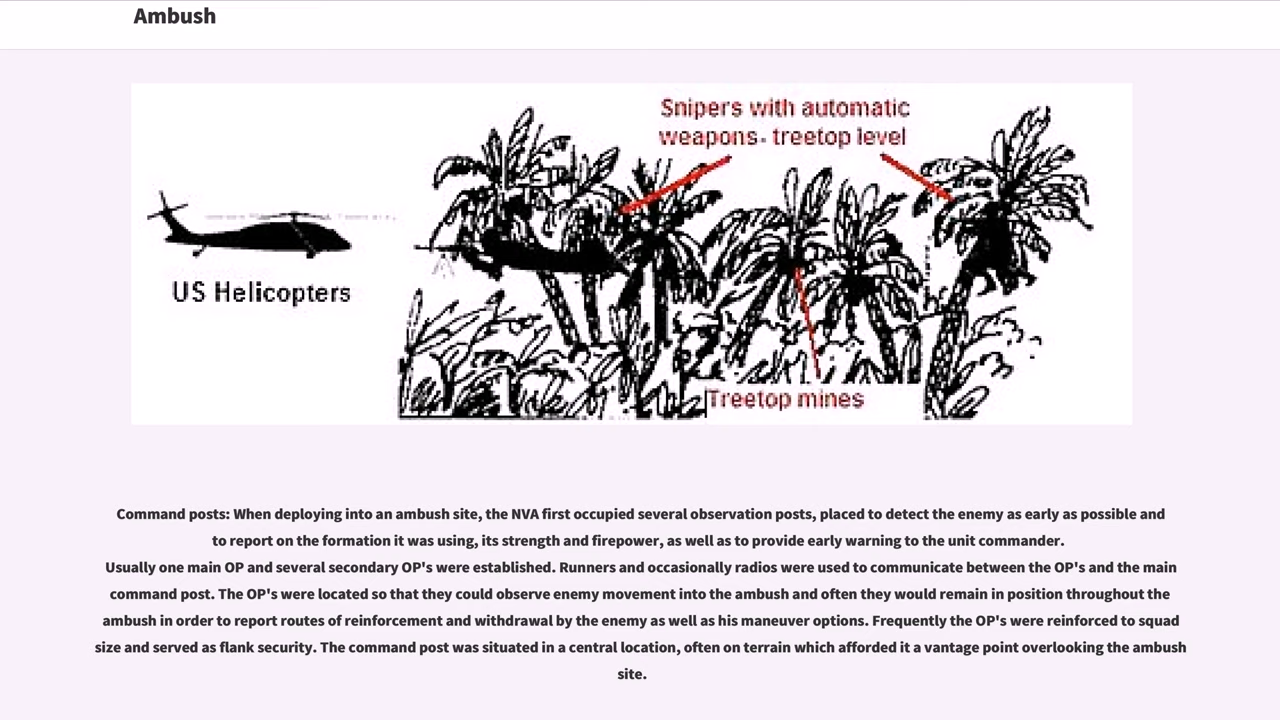 Ambush
Snipers with automatic
weapons- treetop level
US Helicopters
Treetop mines
Command posts: When deploying into an ambush site, the NVA first occupied several observation posts, placed to detect the enemy as early as possible and
to report on the formation it was using, its strength and firepower, as well as to provide early warning to the unit commander.
Usually one main OP and several secondary OP's were established. Runners and occasionally radios were used to communicate between the OP's and the main
command post. The OP's were located so that they could observe enemy movement into the ambush and often they would remain in position throughout the
ambush in order to report routes of reinforcement and withdrawal by the enemy as well as his maneuver options. Frequently the OP's were reinforced to squad
size and served as flank security. The command post was situated in a central location, often on terrain which afforded it a vantage point overlooking the ambush
site.